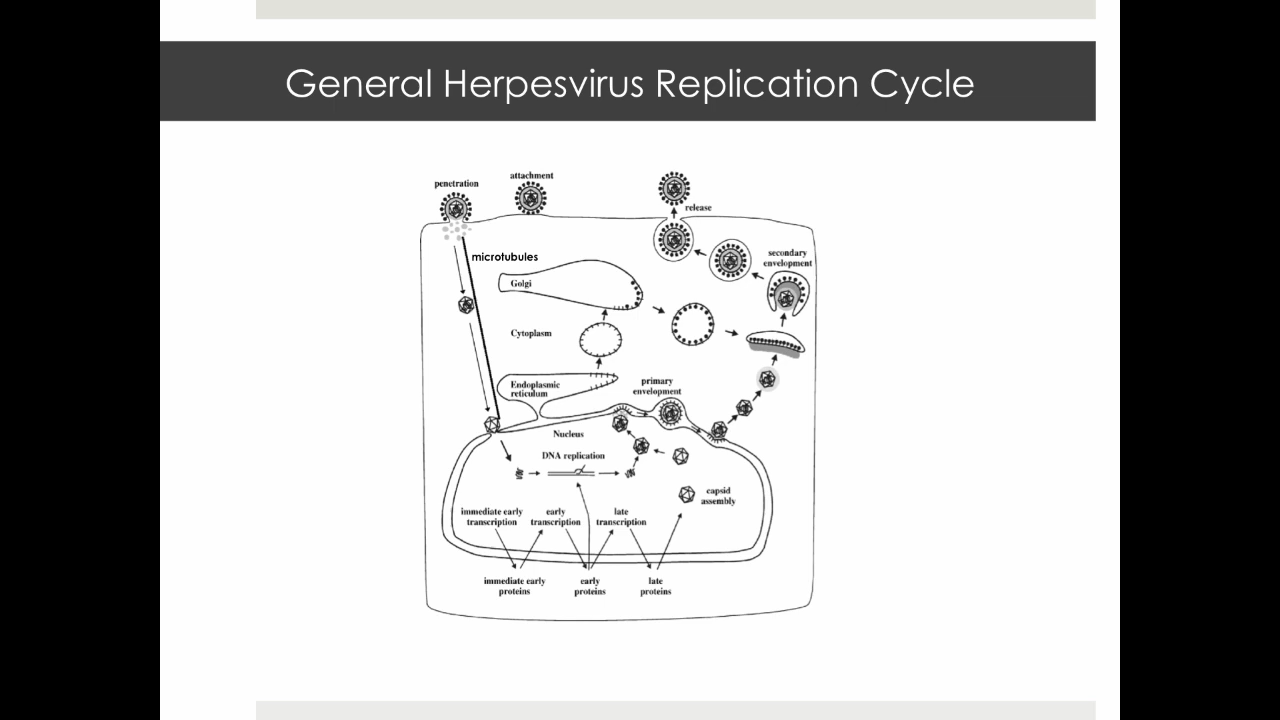 General Herpesvirus Replication Cycle
attachment
penetration
release
microtubules
secondary
envelopment
Golgi
Cytoplasm
Endoplasmic
reticulum
primary
envelopment
Nucleus
DNA replication
capsid
assembly
immediate early
transcription
early
transcription
late
transcription
immediate early
proteins
early
proteins
late
proteins